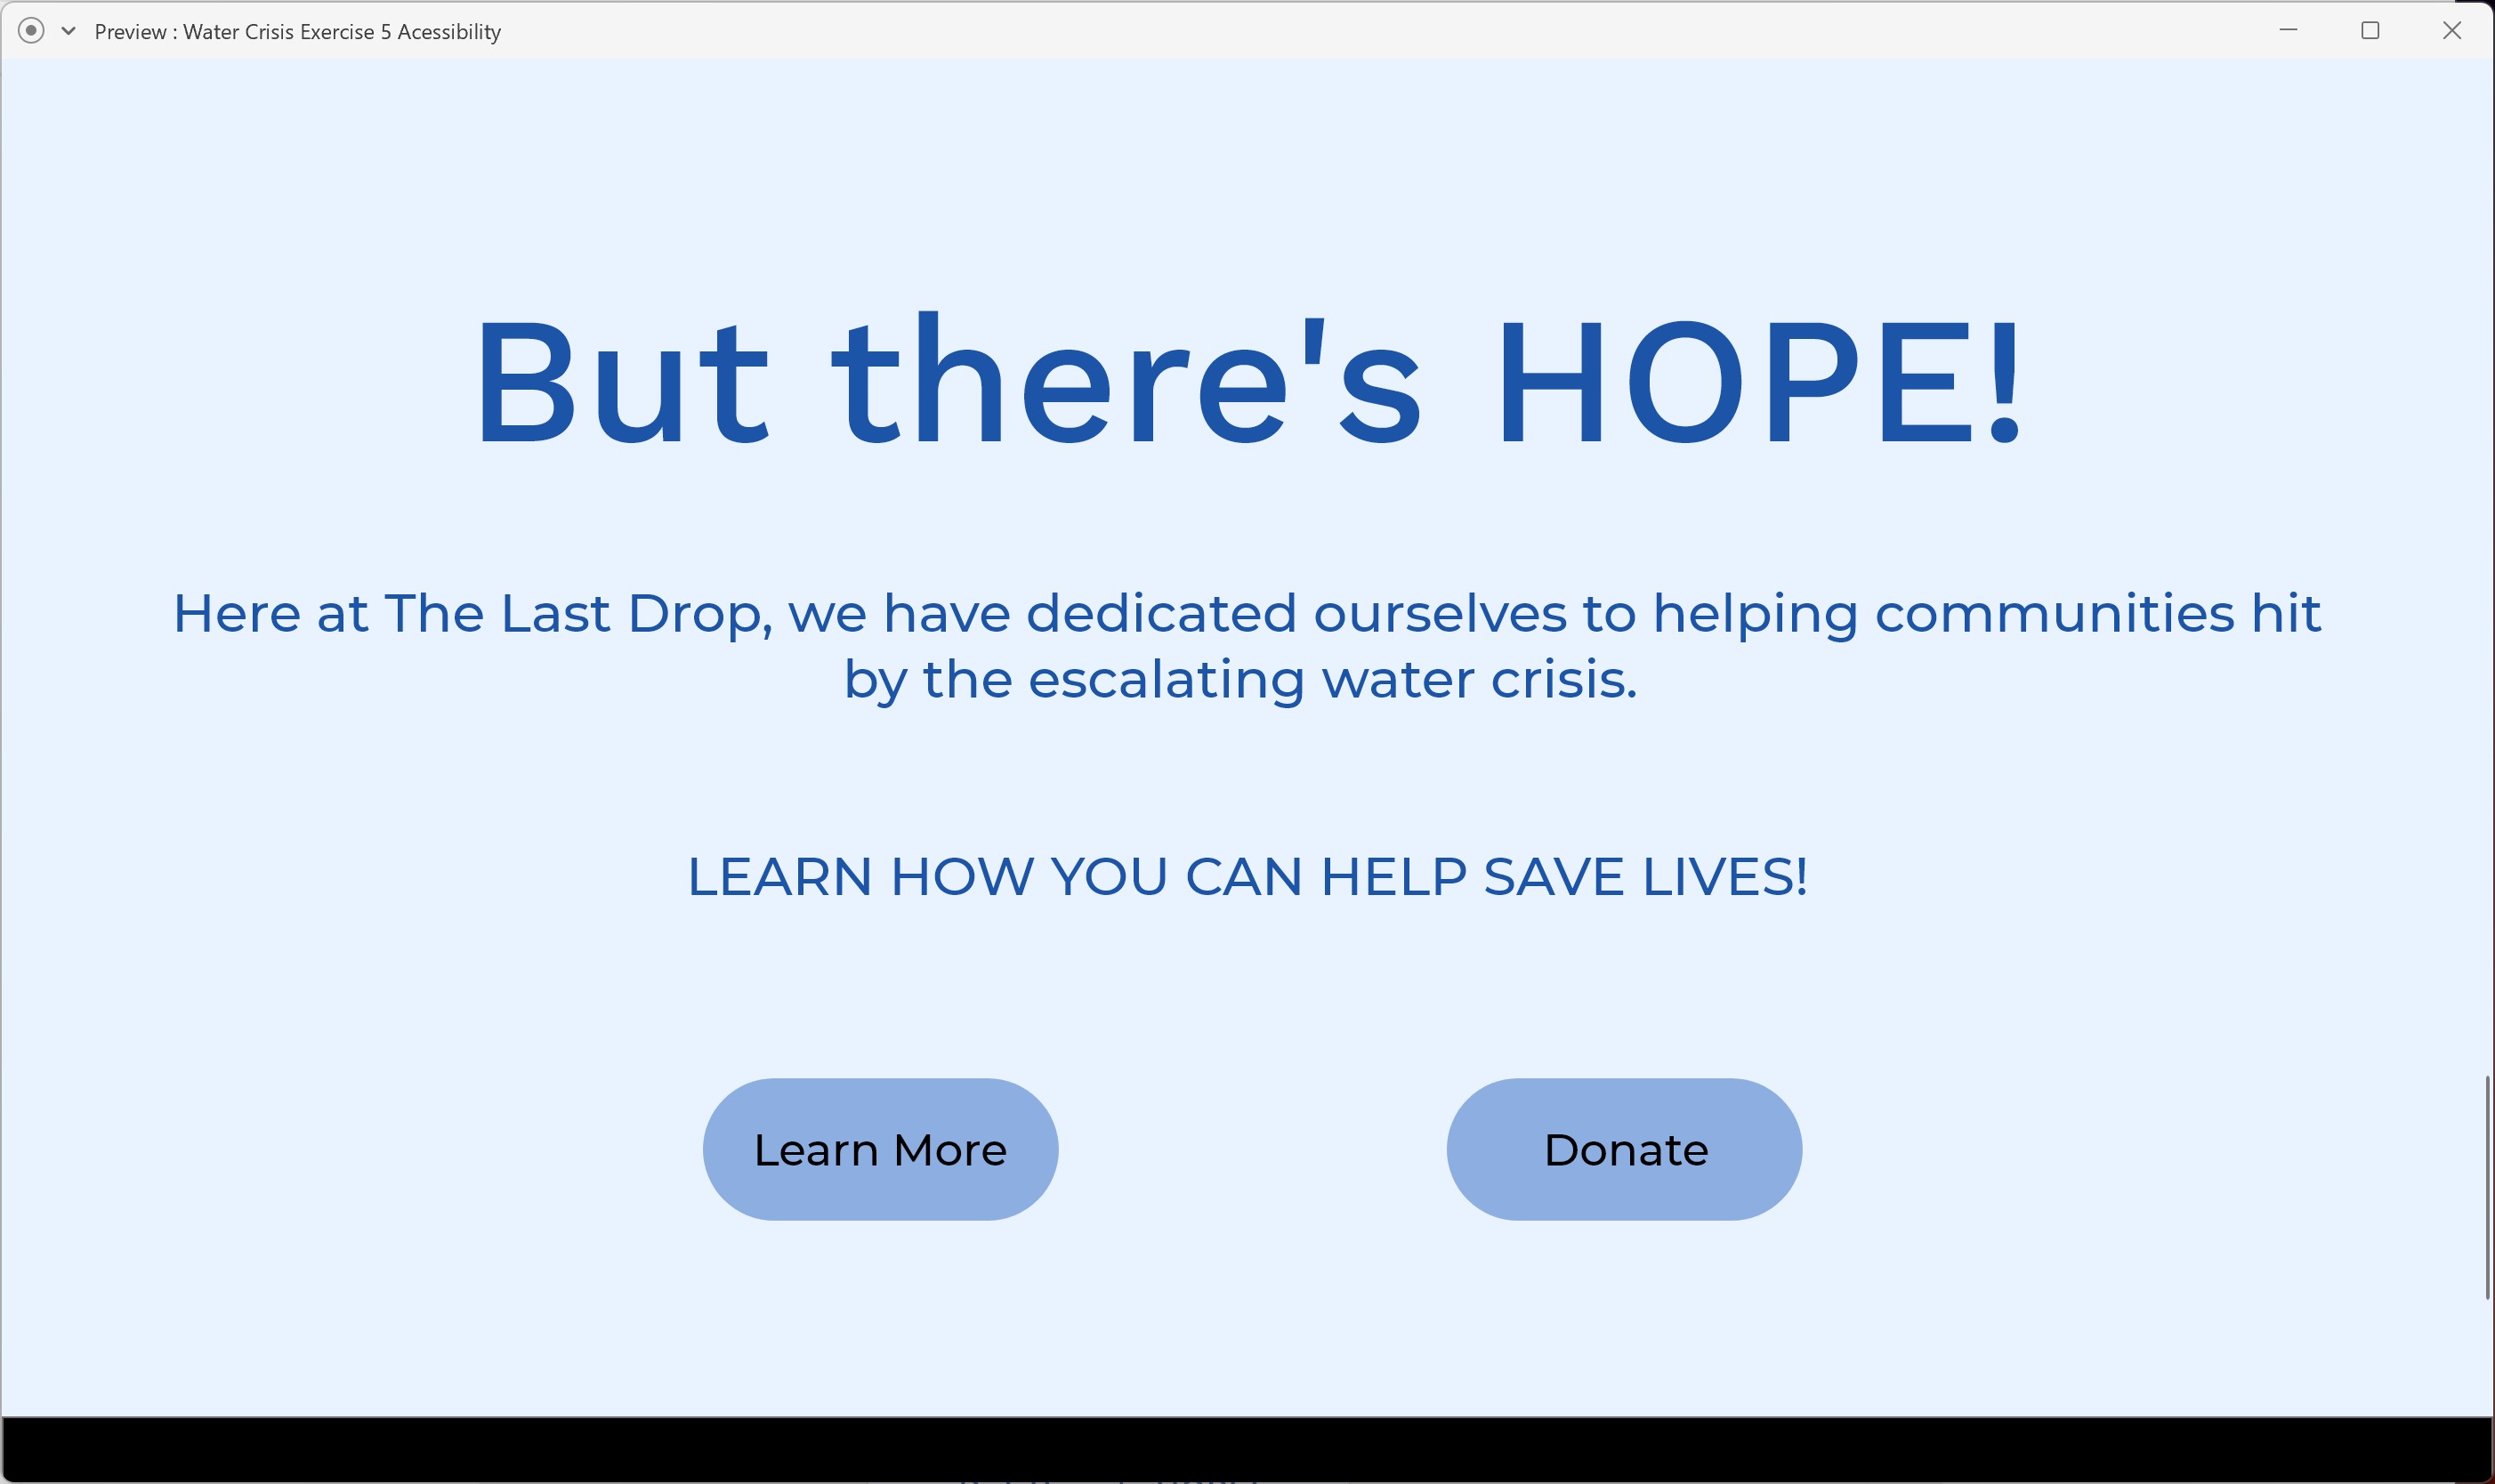 Preview : Water Crisis Exercise 5 Acessibility
But there's HOPE!
Here at The Last Drop, we have dedicated ourselves to helping communities hit
by the escalating water crisis.
LEARN HOW YOU CAN HELP SAVE LIVES!
Learn More
Donate